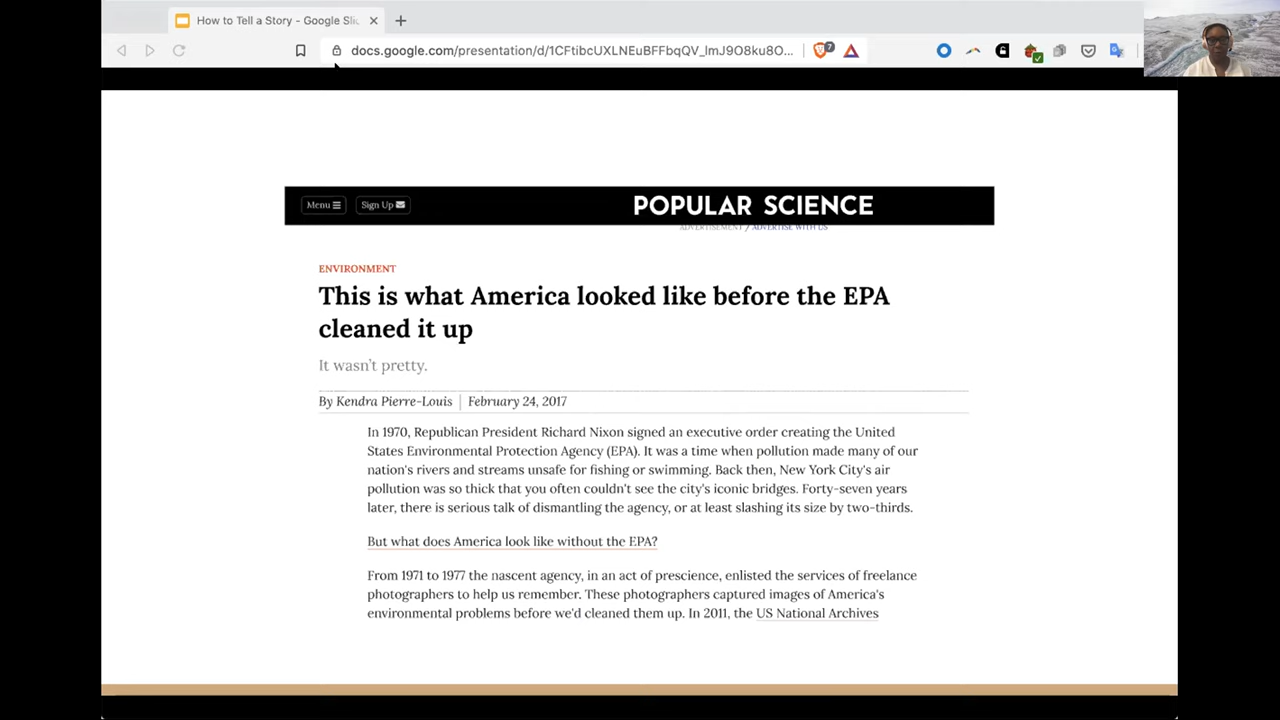 How to Tell a Story - Google Slic
docs.google.com/presentation/d/1CFtibcUXLNEuBFFbqQV_lmJ9O8ku8O...
7
Menu
Sign Up
POPULAR SCIENCE
ADVERTISEMENT / ADVERTISE WITH US
ENVIRONMENT
This is what America looked like before the EPA
cleaned it up
It wasn't pretty.
By Kendra Pierre-Louis | February 24, 2017
In 1970, Republican President Richard Nixon signed an executive order creating the United
States Environmental Protection Agency (EPA). It was a time when pollution made many of our
nation's rivers and streams unsafe for fishing or swimming. Back then, New York City's air
pollution was so thick that you often couldn't see the city's iconic bridges. Forty-seven years
later, there is serious talk of dismantling the agency, or at least slashing its size by two-thirds.
But what does America look like without the EPA?
From 1971 to 1977 the nascent agency, in an act of prescience, enlisted the services of freelance
photographers to help us remember. These photographers captured images of America's
environmental problems before we'd cleaned them up. In 2011, the US National Archives